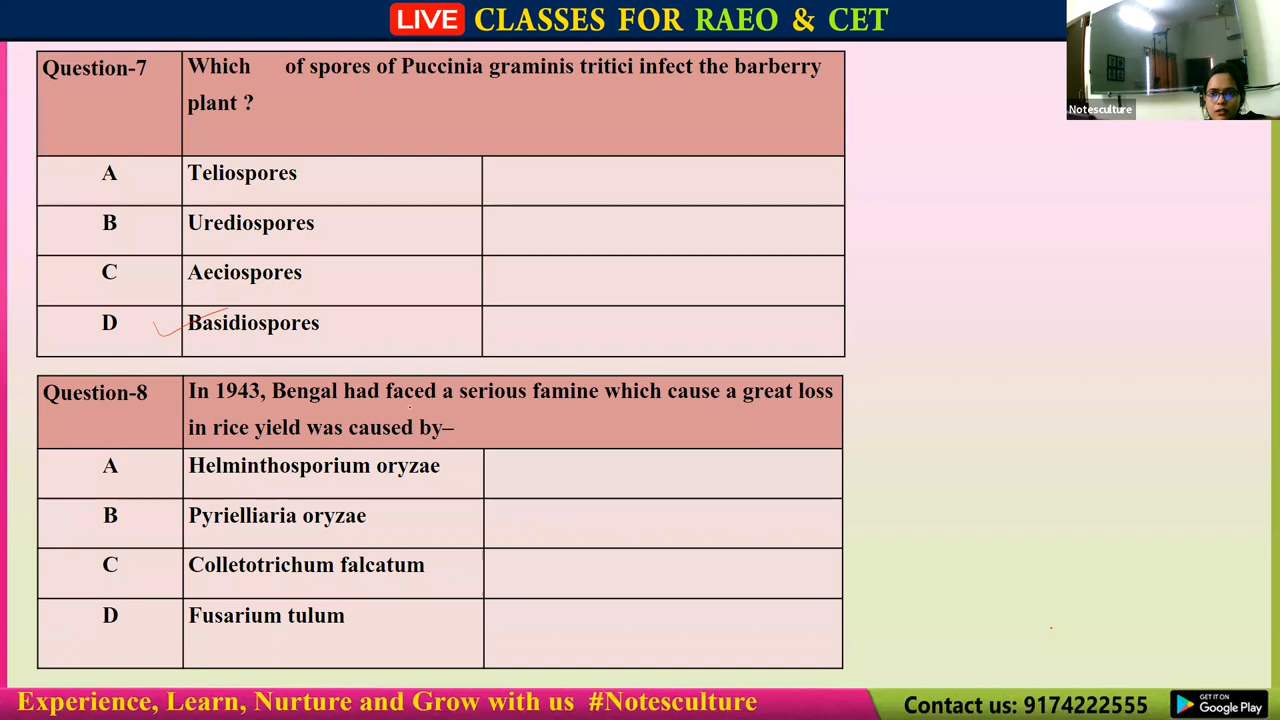 LIVE CLASSES FOR RAEO & CET
Notesculture
Question-7 Which of spores of Puccinia graminis tritici infect the barberry
plant ?
A Teliospores
B Urediospores
C Aeciospores
D Basidiospores
Question-8 In 1943, Bengal had faced a serious famine which cause a great loss
in rice yield was caused by–
A Helminthosporium oryzae
B Pyrielliaria oryzae
C Colletotrichum falcatum
D Fusarium tulum
Experience, Learn, Nurture and Grow with us #Notesculture
Contact us: 9174222555
GET IT ON
Google Play